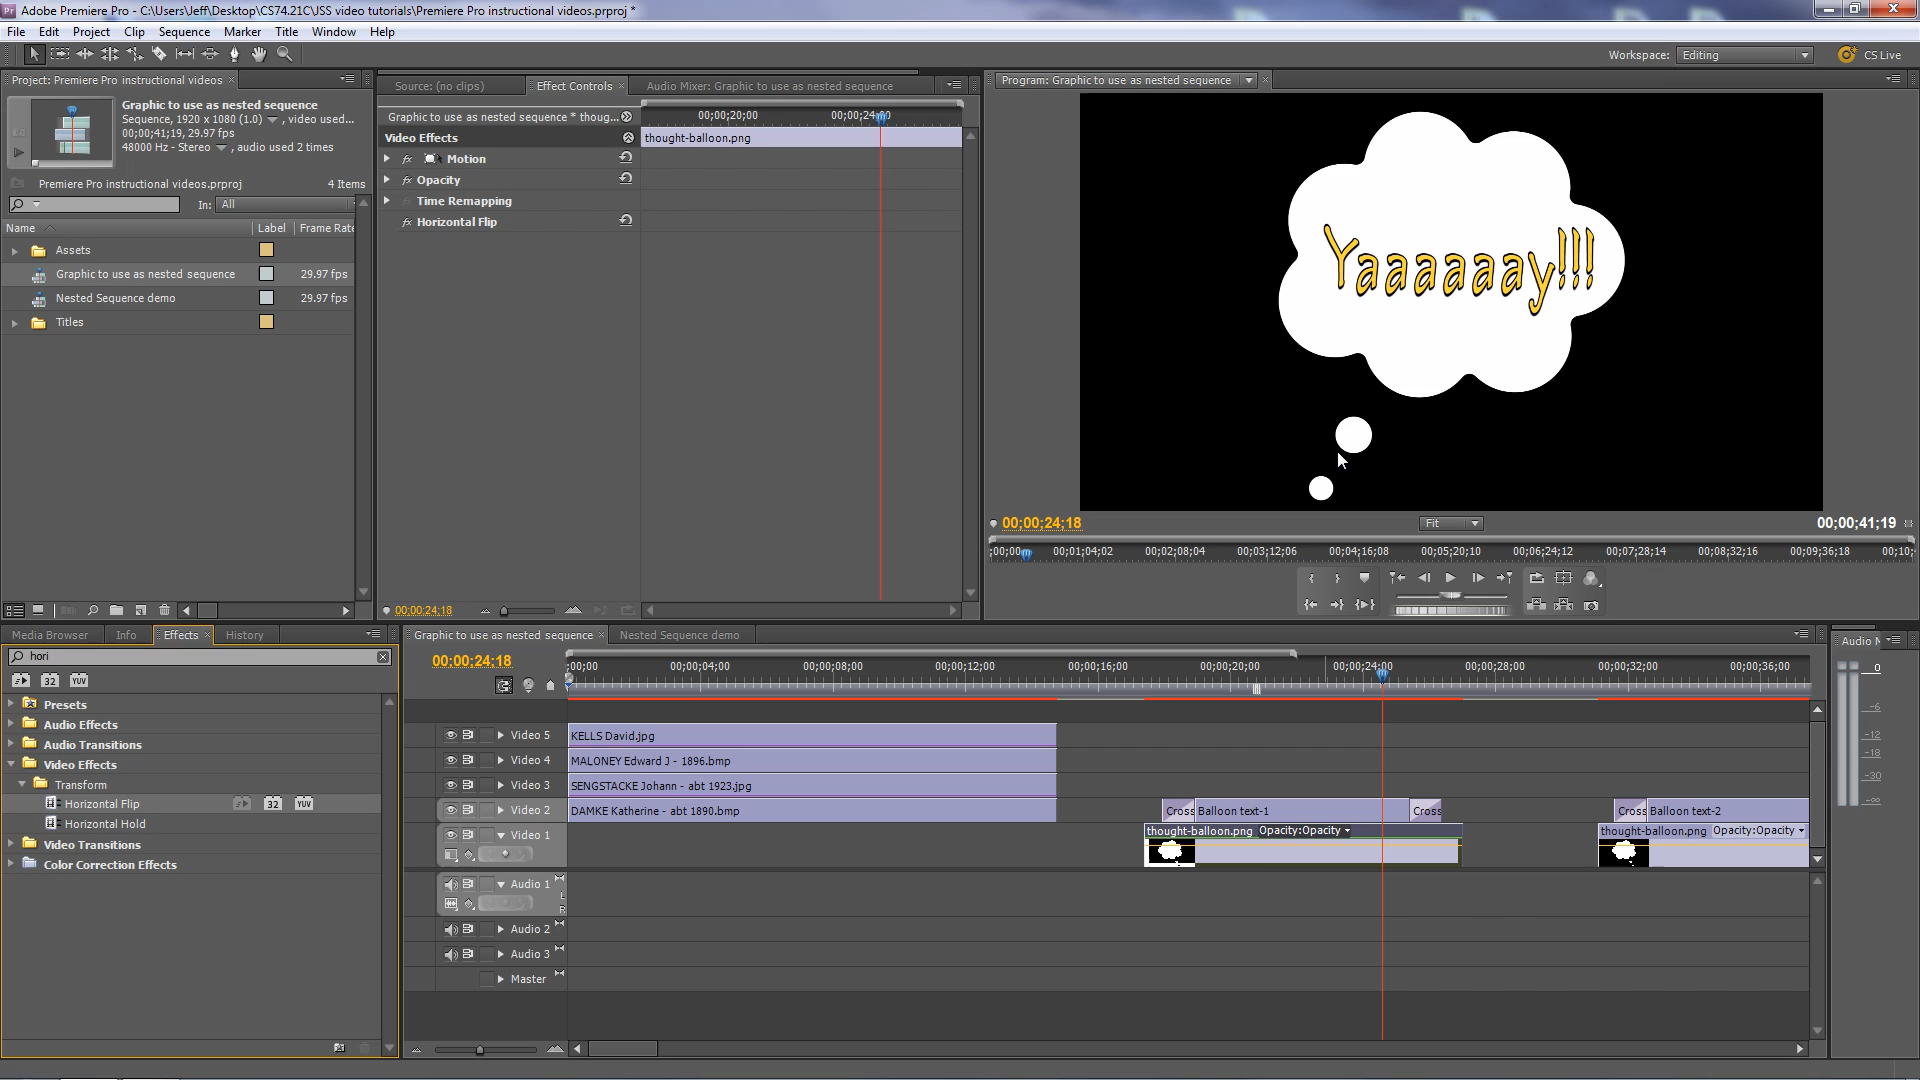 Adobe Premiere Pro - C:\Users\Jeff\Desktop\CS74.21C\JSS video tutorials\Premiere Pro instructional videos.prproj *
File Edit Project Clip Sequence Marker Title Window Help
Workspace: Editing CS Live
Project: Premiere Pro instructional videos
Graphic to use as nested sequence
Sequence, 1920 x 1080 (1.0) , video used...
00;00;41;19, 29.97 fps
48000 Hz - Stereo , audio used 2 times
Premiere Pro instructional videos.prproj 4 Items
In: All
Name Label Frame Rate
Assets
Graphic to use as nested sequence 29.97 fps
Nested Sequence demo 29.97 fps
Titles
Source: (no clips) Effect Controls Audio Mixer: Graphic to use as nested sequence
Graphic to use as nested sequence * thoug... 00;00;20;00 00;00;24;00
Video Effects thought-balloon.png
fx Motion
fx Opacity
Time Remapping
fx Horizontal Flip
00:00:24;18
Program: Graphic to use as nested sequence
Yaaaaaay!!!
00;00;24;18 Fit 00;00;41;19
;00;00 00;01;04;02 00;02;08;04 00;03;12;06 00;04;16;08 00;05;20;10 00;06;24;12 00;07;28;14 00;08;32;16 00;09;36;18 00;10;
Media Browser Info Effects History
hori
32 YUV
Presets
Audio Effects
Audio Transitions
Video Effects
Transform
Horizontal Flip 32 YUV
Horizontal Hold
Video Transitions
Color Correction Effects
Graphic to use as nested sequence Nested Sequence demo
00;00;24;18 ;00;00 00;00;04;00 00;00;08;00 00;00;12;00 00;00;16;00 00;00;20;00 00;00;24;00 00;00;28;00 00;00;32;00 00;00;36;00
Video 5 KELLS David.jpg
Video 4 MALONEY Edward J - 1896.bmp
Video 3 SENGSTACKE Johann - abt 1923.jpg
Video 2 DAMKE Katherine - abt 1890.bmp Cross Balloon text-1 Cross Cross Balloon text-2
Video 1 thought-balloon.png Opacity:Opacity thought-balloon.png Opacity:Opacity
Audio 1
L
R
Audio 2
Audio 3
Master
Audio M
0
-6
-12
-18
-30
-∞